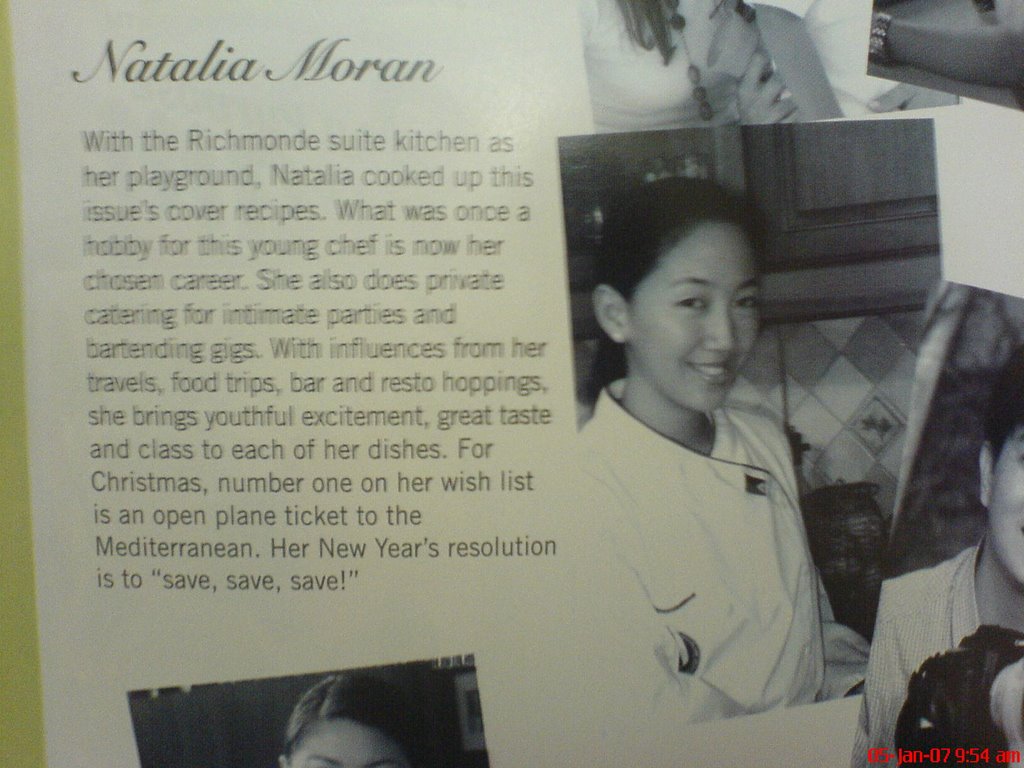 Natalia Moran
With the Richmonde suite kitchen as
her playground, Natalia cooked up this
issue's cover recipes. What was once a
hobby for this young chef is now her
chosen career. She also does private
catering for intimate parties and
bartending gigs. With influences from her
travels, food trips, bar and resto hoppings,
she brings youthful excitement, great taste
and class to each of her dishes. For
Christmas, number one on her wish list
is an open plane ticket to the
Mediterranean. Her New Year's resolution
is to "save, save, save!"
05-Jan-07 9:54 am